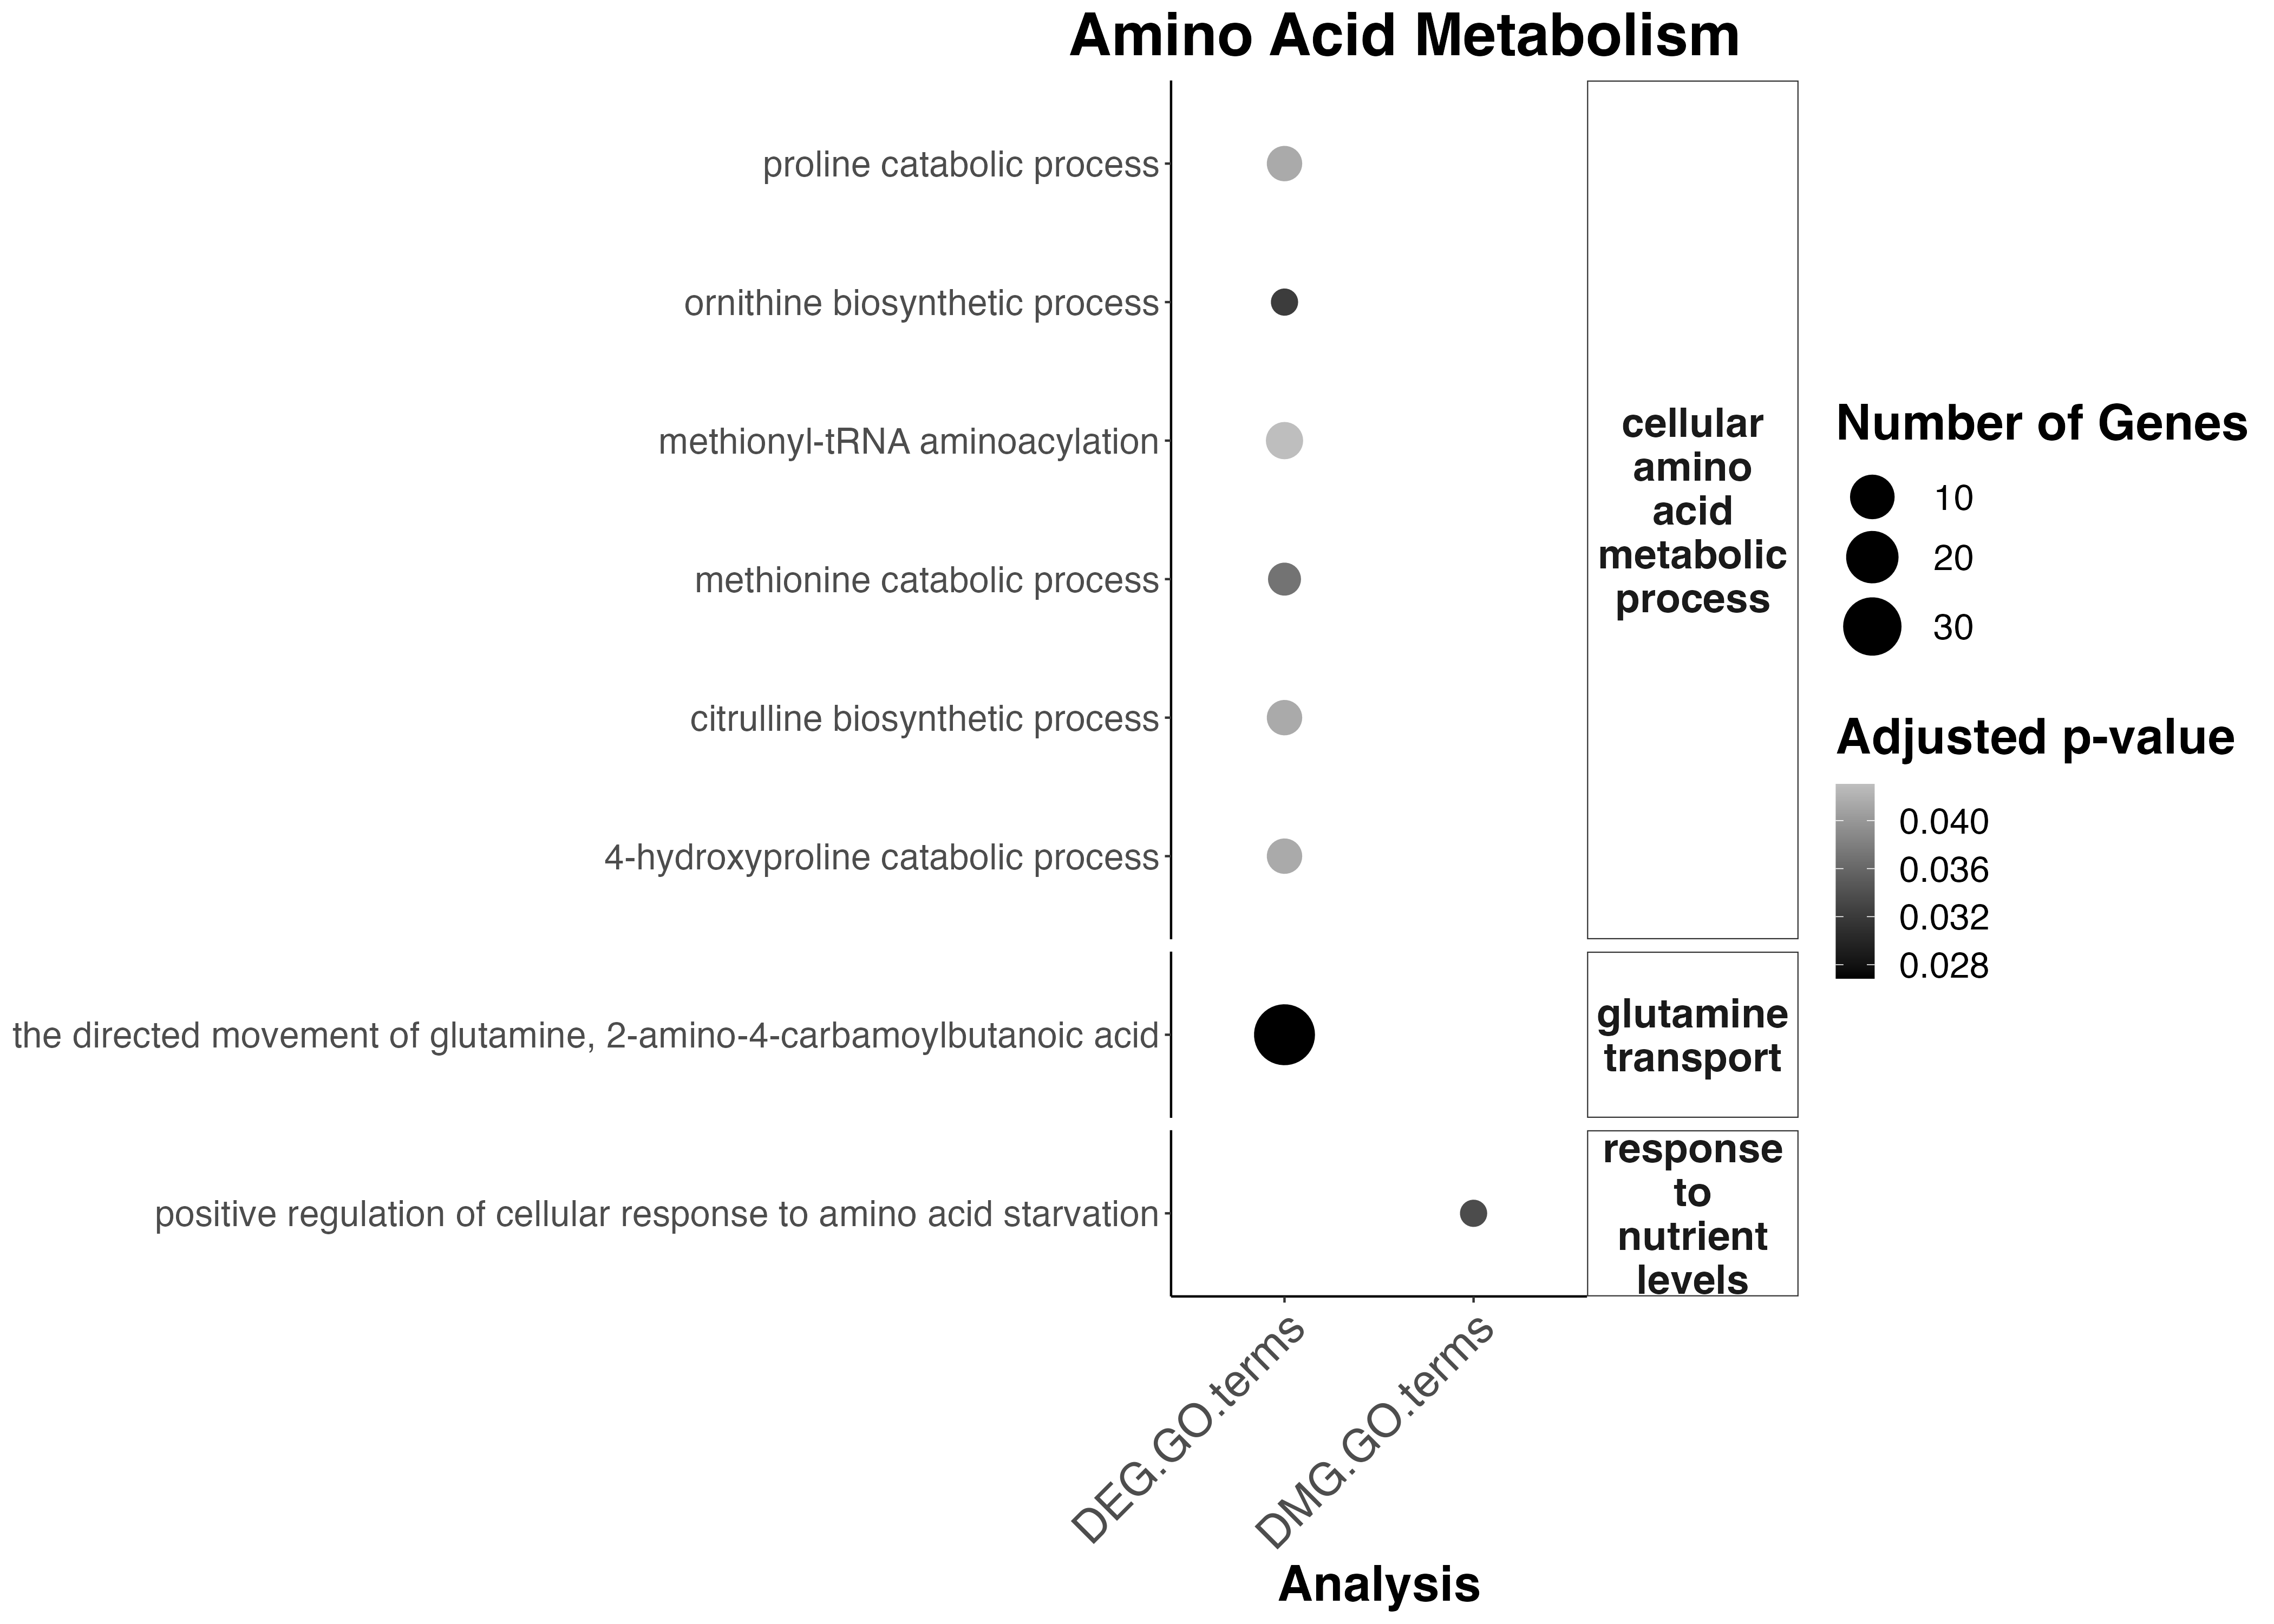 Amino Acid Metabolism
proline catabolic process
ornithine biosynthetic process
methionyl-tRNA aminoacylation
methionine catabolic process
citrulline biosynthetic process
4-hydroxyproline catabolic process
the directed movement of glutamine, 2-amino-4-carbamoylbutanoic acid
positive regulation of cellular response to amino acid starvation
cellular
amino
acid
metabolic
process
glutamine
transport
response
to
nutrient
levels
DEG.GO.terms
DMG.GO.terms
Analysis
Number of Genes
10
20
30
Adjusted p-value
0.040
0.036
0.032
0.028